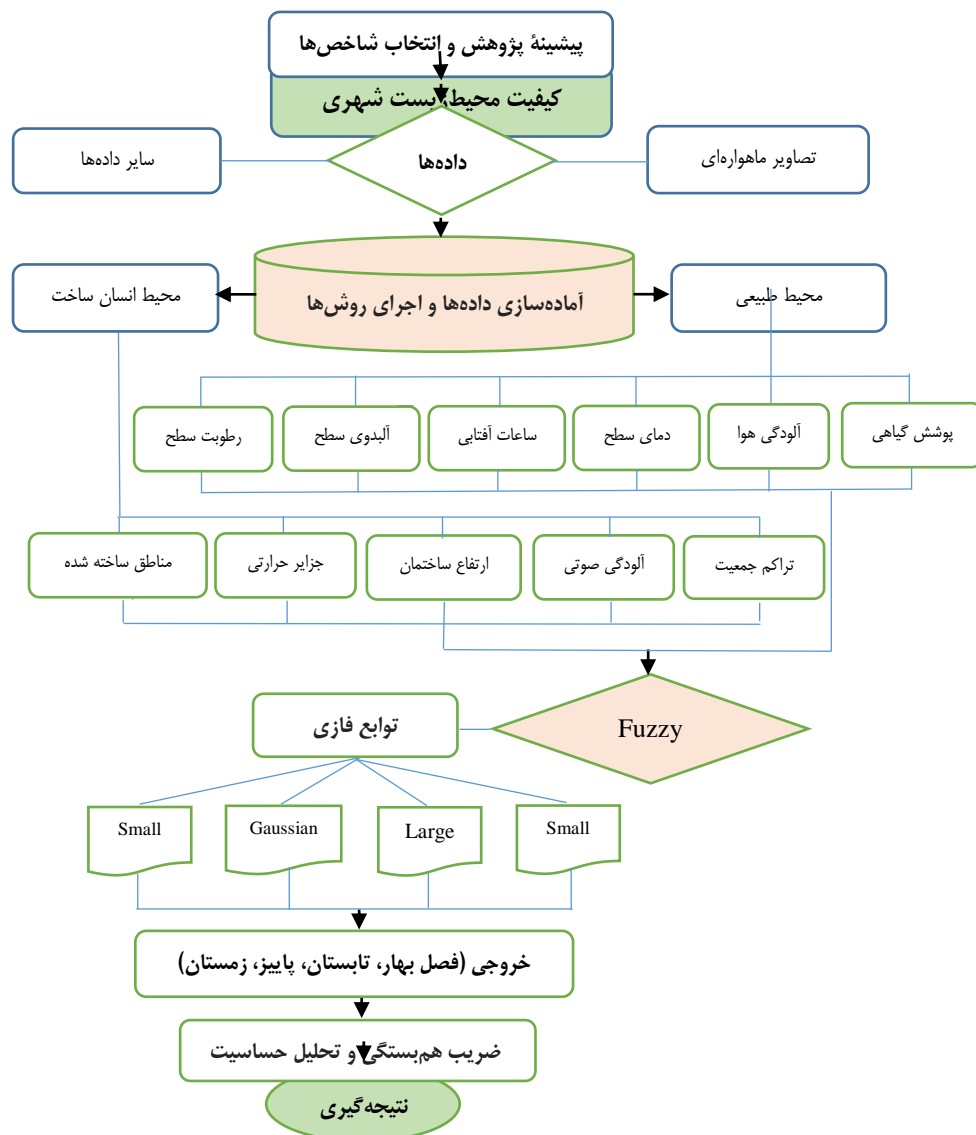 پیشینهٔ پژوهش و انتخاب شاخص‌ها
کیفیت محیط زیست شهری
داده‌ها
تصاویر ماهواره‌ای
سایر داده‌ها
آماده‌سازی داده‌ها و اجرای روش‌ها
محیط طبیعی
محیط انسان ساخت
پوشش گیاهی
آلودگی هوا
دمای سطح
ساعات آفتابی
آلبدوی سطح
رطوبت سطح
تراکم جمعیت
آلودگی صوتی
ارتفاع ساختمان
جزایر حرارتی
مناطق ساخته شده
Fuzzy
توابع فازی
Small
Gaussian
Large
Small
خروجی (فصل بهار، تابستان، پاییز، زمستان)
ضریب هم‌بستگی و تحلیل حساسیت
نتیجه‌گیری